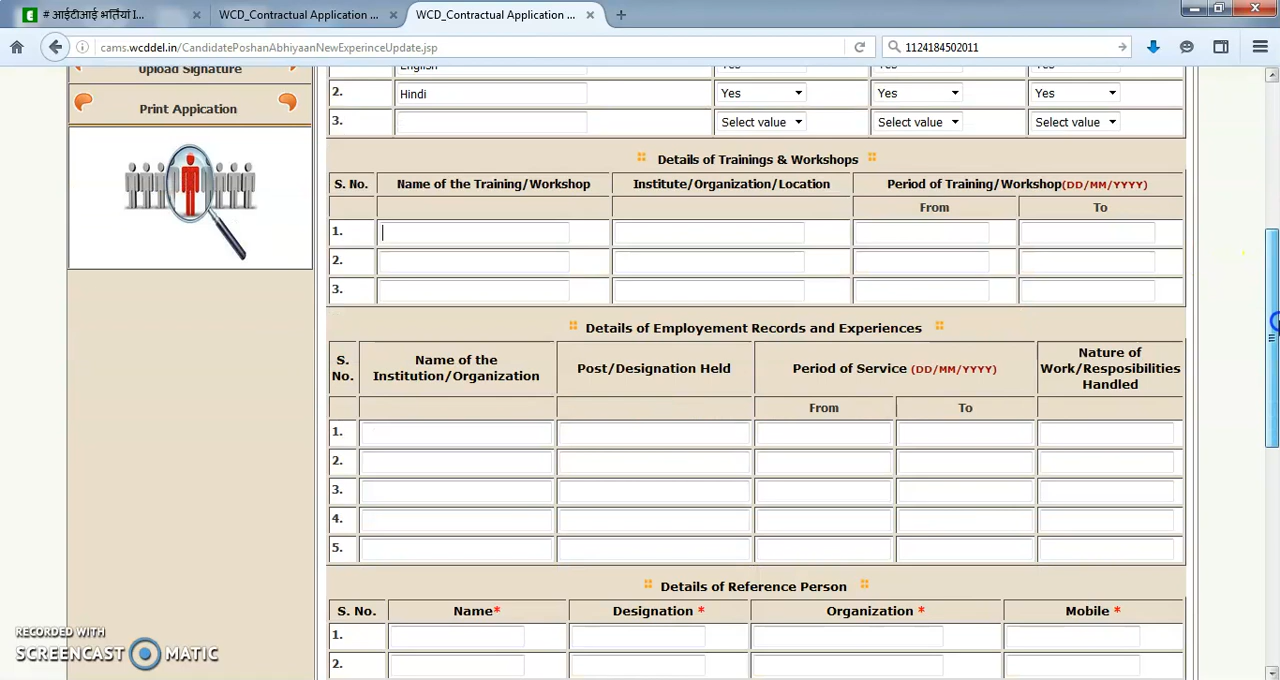 # आईटीआई भर्तियां I...
WCD_Contractual Application ...
WCD_Contractual Application ...
cams.wcddel.in/CandidatePoshanAbhiyaanNewExperinceUpdate.jsp
1124184502011
Upload Signature
Print Appication
English Yes Yes Yes
2. Hindi Yes Yes Yes
3. Select value Select value Select value
Details of Trainings & Workshops
S. No. Name of the Training/Workshop Institute/Organization/Location Period of Training/Workshop(DD/MM/YYYY)
From To
1.
2.
3.
Details of Employement Records and Experiences
S. No. Name of the Institution/Organization Post/Designation Held Period of Service (DD/MM/YYYY) Nature of Work/Resposibilities Handled
From To
1.
2.
3.
4.
5.
Details of Reference Person
S. No. Name* Designation * Organization * Mobile *
1.
2.
RECORDED WITH
SCREENCAST MATIC